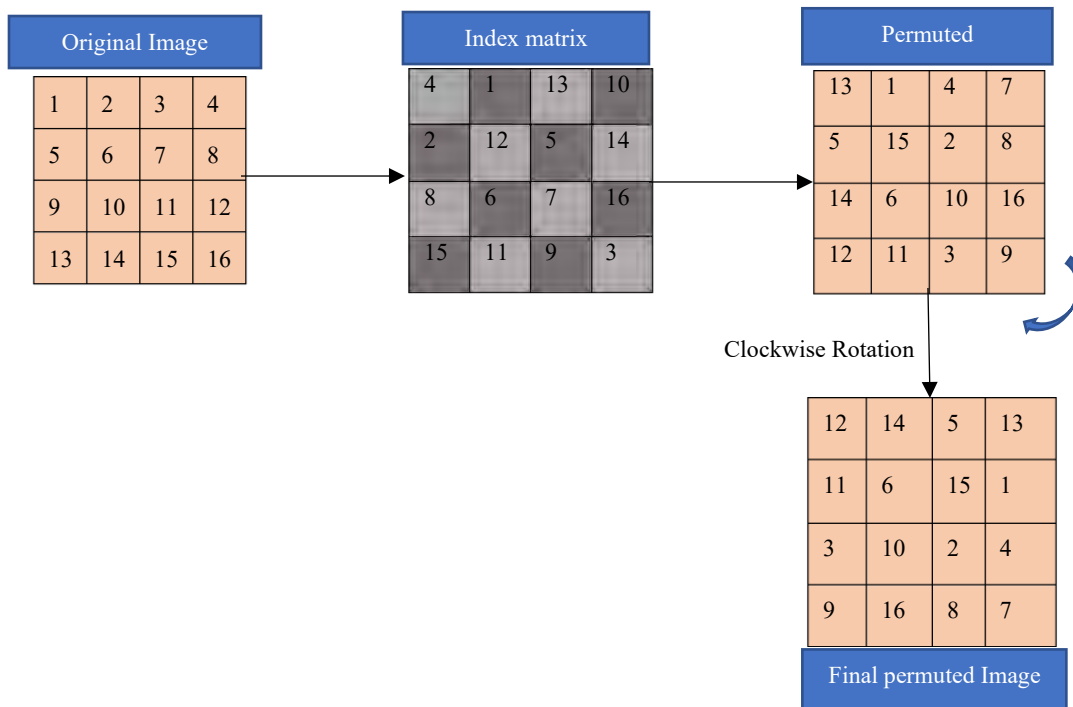 Original Image
Index matrix
Permuted
1 2 3 4
5 6 7 8
9 10 11 12
13 14 15 16
4 1 13 10
2 12 5 14
8 6 7 16
15 11 9 3
13 1 4 7
5 15 2 8
14 6 10 16
12 11 3 9
Clockwise Rotation
12 14 5 13
11 6 15 1
3 10 2 4
9 16 8 7
Final permuted Image